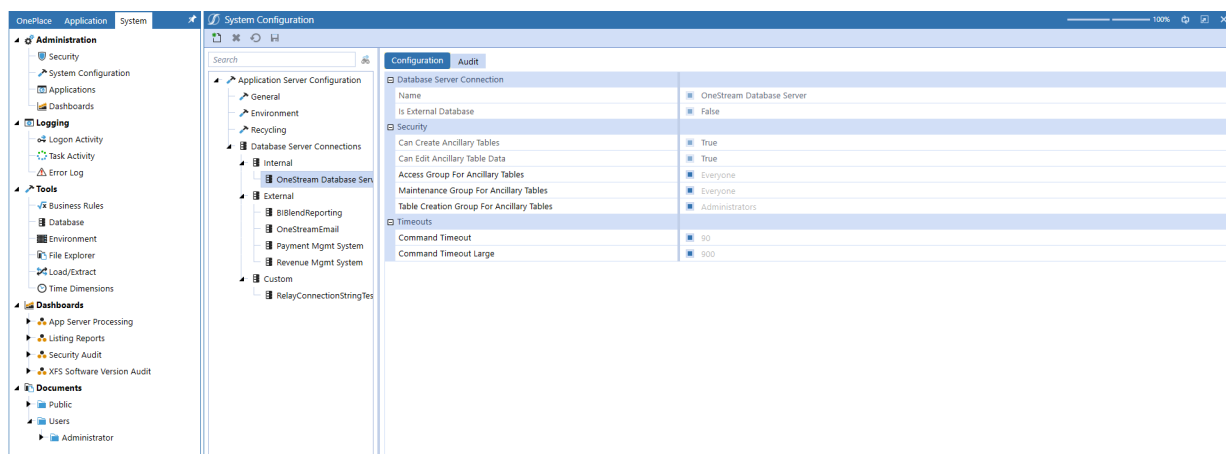 OnePlace Application System
Administration
Security
System Configuration
Applications
Dashboards
Logging
Logon Activity
Task Activity
Error Log
Tools
Business Rules
Database
Environment
File Explorer
Load/Extract
Time Dimensions
Dashboards
App Server Processing
Listing Reports
Security Audit
XFS Software Version Audit
Documents
Public
Users
Administrator
System Configuration 100%
Search
Application Server Configuration
General
Environment
Recycling
Database Server Connections
Internal
OneStream Database Serv
External
BIBlendReporting
OneStreamEmail
Payment Mgmt System
Revenue Mgmt System
Custom
RelayConnectionStringTes
Configuration Audit
Database Server Connection
Name OneStream Database Server
Is External Database False
Security
Can Create Ancillary Tables True
Can Edit Ancillary Table Data True
Access Group For Ancillary Tables Everyone
Maintenance Group For Ancillary Tables Everyone
Table Creation Group For Ancillary Tables Administrators
Timeouts
Command Timeout 90
Command Timeout Large 900